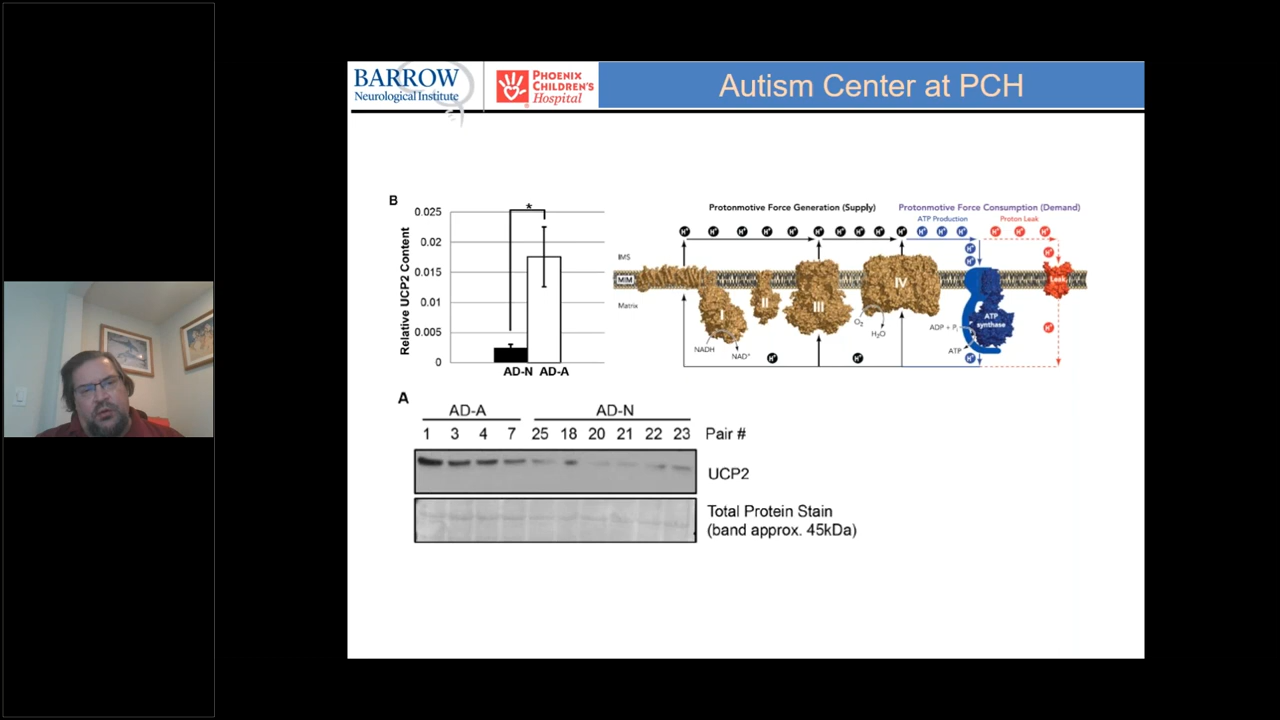 BARROW
Neurological Institute
PHOENIX
CHILDREN'S
Hospital
Autism Center at PCH
B
Relative UCP2 Content
0.025
0.02
0.015
0.01
0.005
0
*
AD-N AD-A
Protonmotive Force Generation (Supply)
Protonmotive Force Consumption (Demand)
ATP Production
Proton Leak
H⁺ H⁺ H⁺ H⁺ H⁺ H⁺ H⁺ H⁺ H⁺ H⁺ H⁺ H⁺ H⁺ H⁺ H⁺ H⁺
H⁺ H⁺
H⁺ H⁺
IMS
MIM
Matrix
I
II
III
IV
Leak
ATP
synthase
O₂
H₂O
NADH
NAD⁺
ADP + Pᵢ
ATP
H⁺
H⁺ H⁺ H⁺
A
AD-A AD-N
1 3 4 7 25 18 20 21 22 23 Pair #
UCP2
Total Protein Stain
(band approx. 45kDa)